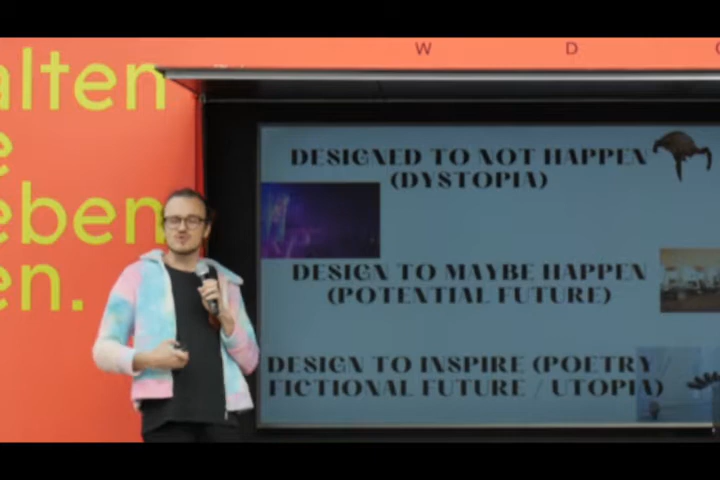 W D
alten
e
eben
en.
DESIGNED TO NOT HAPPEN
(DYSTOPIA)
DESIGN TO MAYBE HAPPEN
(POTENTIAL FUTURE)
DESIGN TO INSPIRE (POETRY /
FICTIONAL FUTURE / UTOPIA)